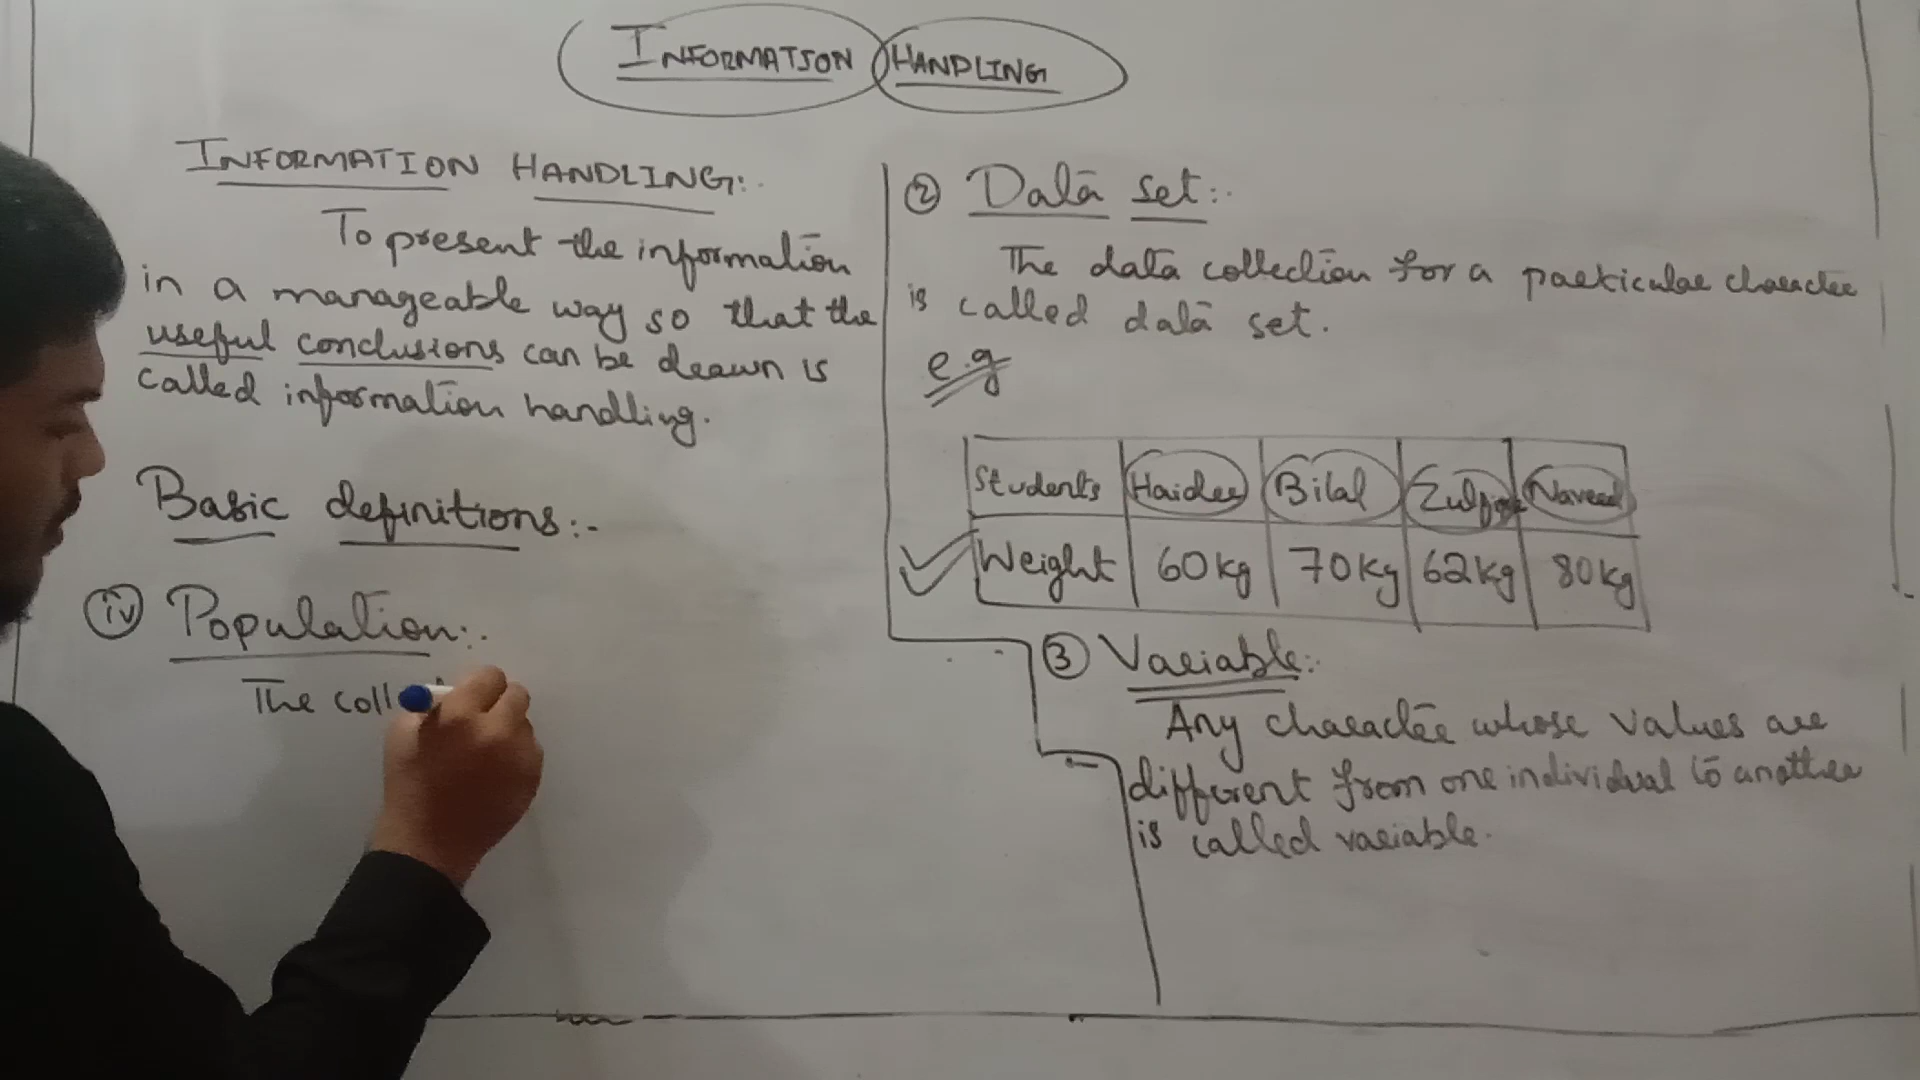 INFORMATION HANDLING
INFORMATION HANDLING:
To present the information
in a manageable way so that the
useful conclusions can be drawn is
called information handling.
Basic definitions:-
iv Population:
The coll
2 Data set:
The data collection for a particular character
is called data set.
e.g
Students Haider Bilal Naveed
Weight 60kg 70kg 62kg 80kg
3 Variable:
Any character whose values are
different from one individual to another
is called variable.